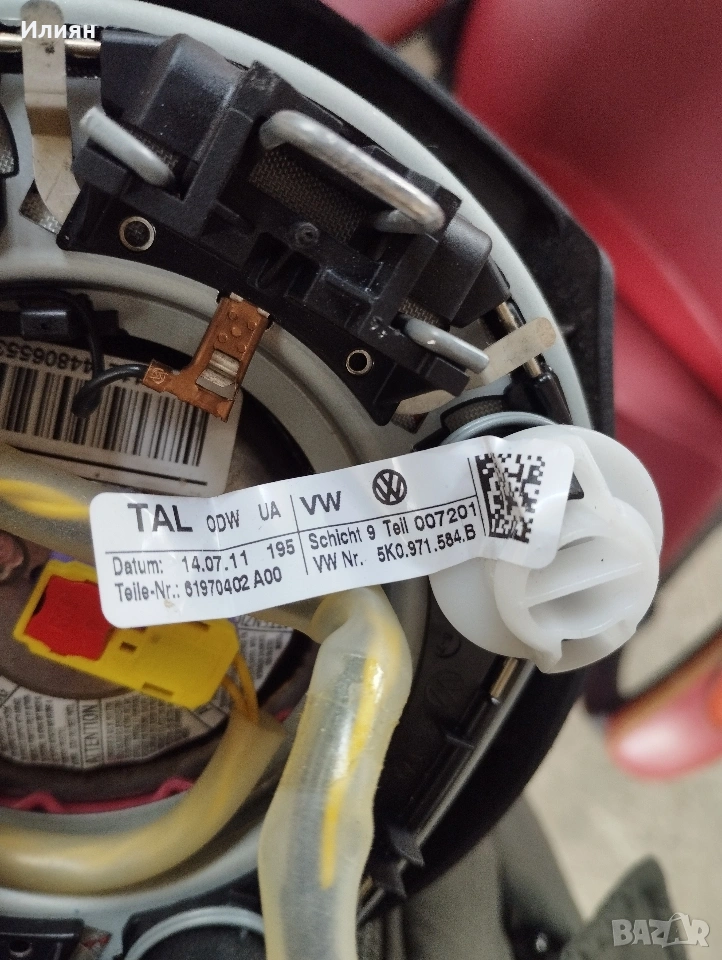 Илиян
TAL ODW UA
Datum: 14.07.11 195
Teile-Nr.: 61970402 A00
VW
Schicht 9 Teil 007201
VW Nr. 5K0.971.584.B
ATTENTION
BAZAR